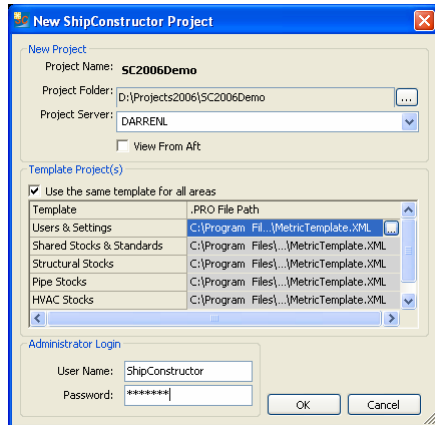 New ShipConstructor Project
New Project
Project Name: SC2006Demo
Project Folder: D:\Projects2006\SC2006Demo ...
Project Server: DARRENL
View From Aft
Template Project(s)
Use the same template for all areas
Template .PRO File Path
Users & Settings C:\Program Fil...\MetricTemplate.XML ...
Shared Stocks & Standards C:\Program Files\...\MetricTemplate.XML
Structural Stocks C:\Program Files\...\MetricTemplate.XML
Pipe Stocks C:\Program Files\...\MetricTemplate.XML
HVAC Stocks C:\Program Files\...\MetricTemplate.XML
Administrator Login
User Name: ShipConstructor
Password: *******
OK Cancel